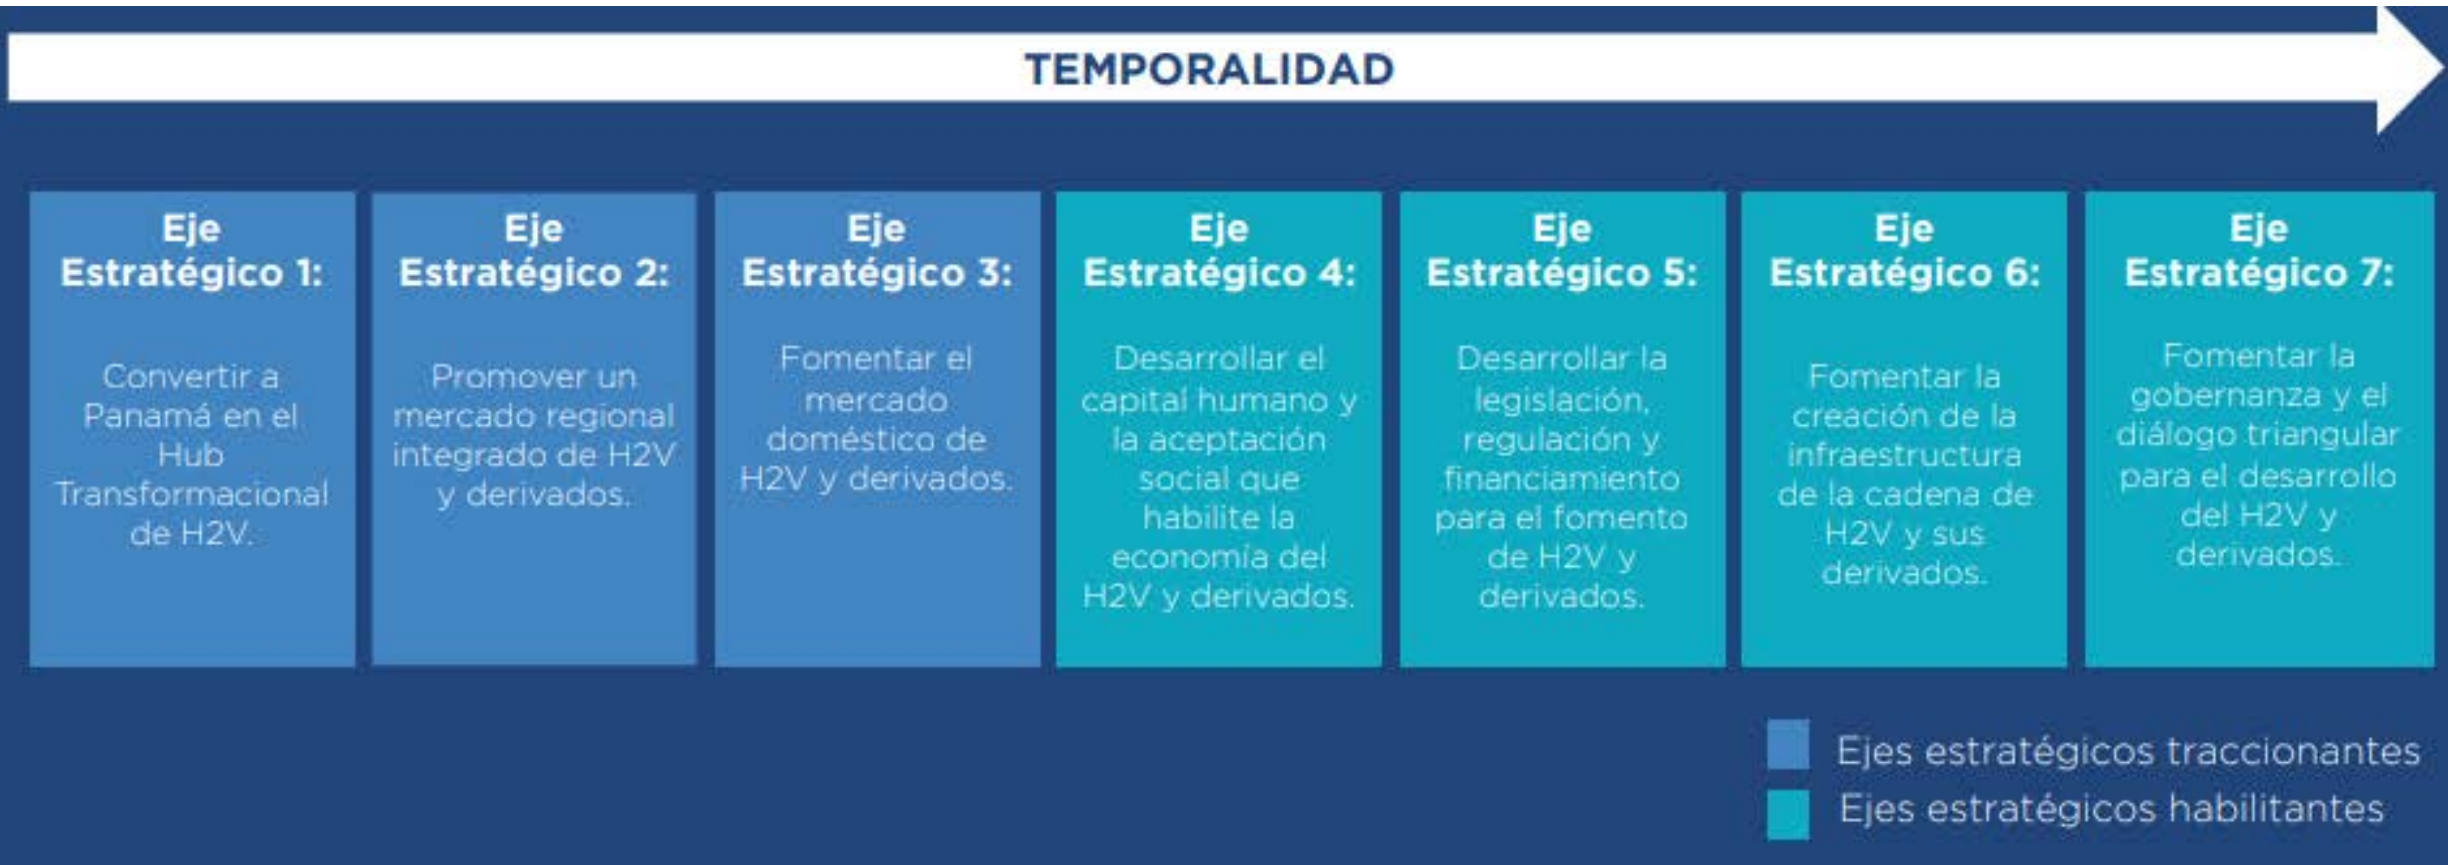 TEMPORALIDAD
Eje
Estratégico 1:
Convertir a
Panamá en el
Hub
Transformacional
de H2V.
Eje
Estratégico 2:
Promover un
mercado regional
integrado de H2V
y derivados.
Eje
Estratégico 3:
Fomentar el
mercado
doméstico de
H2V y derivados.
Eje
Estratégico 4:
Desarrollar el
capital humano y
la aceptación
social que
habilite la
economía del
H2V y derivados.
Eje
Estratégico 5:
Desarrollar la
legislación,
regulación y
financiamiento
para el fomento
de H2V y
derivados.
Eje
Estratégico 6:
Fomentar la
creación de la
infraestructura
de la cadena de
H2V y sus
derivados.
Eje
Estratégico 7:
Fomentar la
gobernanza y el
diálogo triangular
para el desarrollo
del H2V y
derivados.
Ejes estratégicos traccionantes
Ejes estratégicos habilitantes